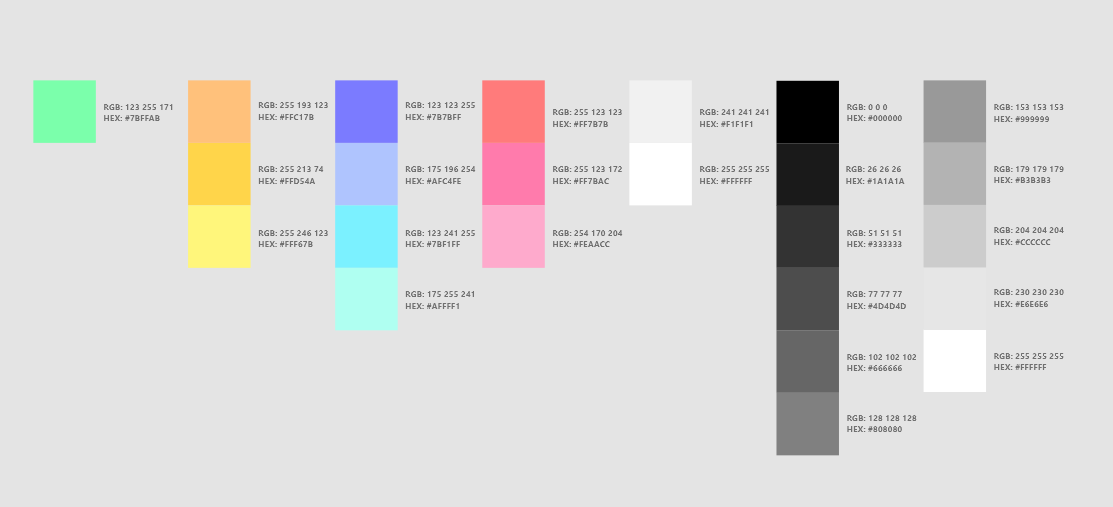 RGB: 123 255 171
HEX: #7BFFAB
RGB: 255 193 123
HEX: #FFC17B
RGB: 255 213 74
HEX: #FFD54A
RGB: 255 246 123
HEX: #FFF67B
RGB: 123 123 255
HEX: #7B7BFF
RGB: 175 196 254
HEX: #AFC4FE
RGB: 123 241 255
HEX: #7BF1FF
RGB: 175 255 241
HEX: #AFFFF1
RGB: 255 123 123
HEX: #FF7B7B
RGB: 255 123 172
HEX: #FF7BAC
RGB: 254 170 204
HEX: #FEAACC
RGB: 241 241 241
HEX: #F1F1F1
RGB: 255 255 255
HEX: #FFFFFF
RGB: 0 0 0
HEX: #000000
RGB: 26 26 26
HEX: #1A1A1A
RGB: 51 51 51
HEX: #333333
RGB: 77 77 77
HEX: #4D4D4D
RGB: 102 102 102
HEX: #666666
RGB: 128 128 128
HEX: #808080
RGB: 153 153 153
HEX: #999999
RGB: 179 179 179
HEX: #B3B3B3
RGB: 204 204 204
HEX: #CCCCCC
RGB: 230 230 230
HEX: #E6E6E6
RGB: 255 255 255
HEX: #FFFFFF